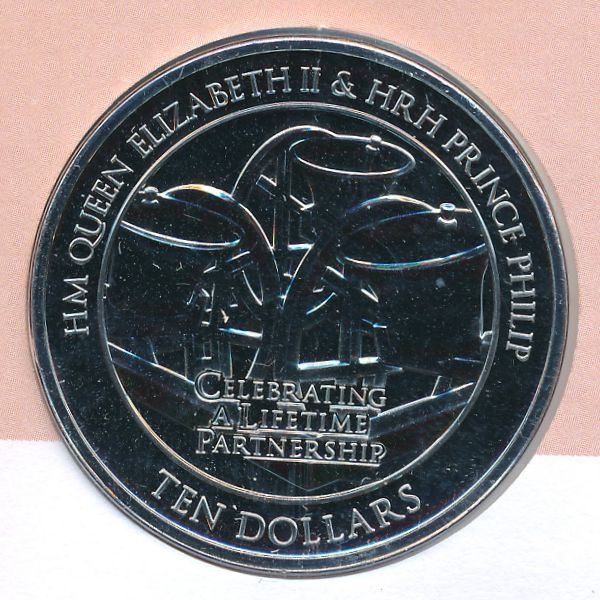 HM QUEEN ELIZABETH II & HRH PRINCE PHILIP
CELEBRATING
A LIFETIME
PARTNERSHIP
TEN DOLLARS